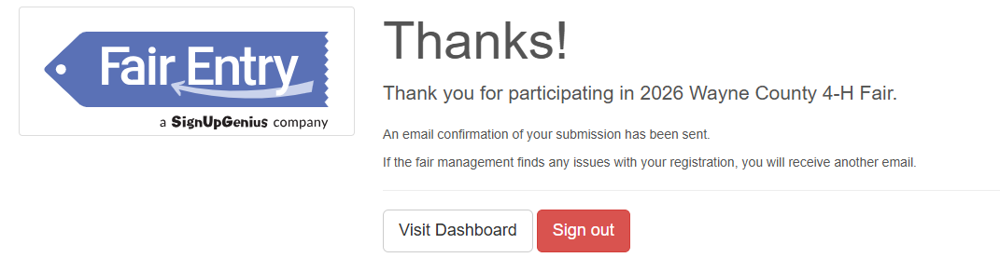 Fair Entry
a SignUpGenius company
Thanks!
Thank you for participating in 2026 Wayne County 4-H Fair.
An email confirmation of your submission has been sent.
If the fair management finds any issues with your registration, you will receive another email.
Visit Dashboard
Sign out